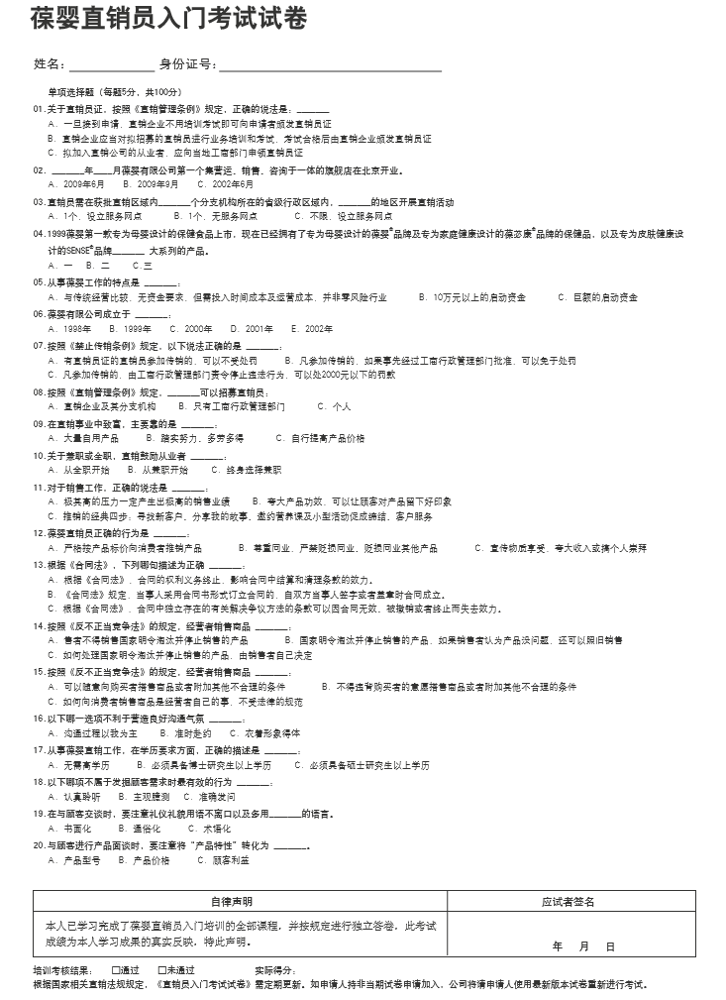 葆婴直销员入门考试试卷
姓名：____________ 身份证号：________________________________
单项选择题（每题5分，共100分）
01.关于直销员证，按照《直销管理条例》规定，正确的说法是：_______
A．一旦接到申请，直销企业不用培训考试即可向申请者颁发直销员证
B．直销企业应当对拟招募的直销员进行业务培训和考试，考试合格后由直销企业颁发直销员证
C．拟加入直销公司的从业者，应向当地工商部门申领直销员证
02．_______年____月葆婴有限公司第一个集营运、销售、咨询于一体的旗舰店在北京开业。
A．2009年6月 B．2009年9月 C．2002年6月
03.直销员需在获批直销区域内_______个分支机构所在的省级行政区域内，_______的地区开展直销活动
A．1个、设立服务网点 B．1个、无服务网点 C．不限、设立服务网点
04.1999葆婴第一款专为母婴设计的保健食品上市，现在已经拥有了专为母婴设计的葆婴®品牌及专为家庭健康设计的葆苾康®品牌的保健品，以及专为皮肤健康设
计的SENSE®品牌_______ 大系列的产品。
A．一 B．二 C.三
05.从事葆婴工作的特点是 _______；
A．与传统经营比较，无资金要求，但需投入时间成本及运营成本，并非零风险行业 B．10万元以上的启动资金 C．巨额的启动资金
06.葆婴有限公司成立于 _______；
A．1998年 B．1999年 C．2000年 D．2001年 E．2002年
07.按照《禁止传销条例》规定，以下说法正确的是 _______；
A．有直销员证的直销员参加传销的，可以不受处罚 B．凡参加传销的，如果事先经过工商行政管理部门批准，可以免于处罚
C．凡参加传销的，由工商行政管理部门责令停止违法行为，可以处2000元以下的罚款
08.按照《直销管理条例》规定，_______可以招募直销员；
A．直销企业及其分支机构 B．只有工商行政管理部门 C．个人
09.在直销事业中致富，主要靠的是 _______；
A．大量自用产品 B．踏实努力，多劳多得 C．自行提高产品价格
10.关于兼职或全职，直销鼓励从业者 _______；
A．从全职开始 B．从兼职开始 C．终身选择兼职
11.对于销售工作，正确的说法是 _______；
A．极其高的压力一定产生出极高的销售业绩 B．夸大产品功效，可以让顾客对产品留下好印象
C．推销的经典四步：寻找新客户，分享我的故事，邀约营养课及小型活动促成缔结，客户服务
12.葆婴直销员正确的行为是 _______；
A．严格按产品标价向消费者推销产品 B．尊重同业，严禁贬损同业、贬损同业其他产品 C．宣传物质享受、夸大收入或搞个人崇拜
13.根据《合同法》，下列哪句描述为正确 _______；
A．根据《合同法》，合同的权利义务终止，影响合同中结算和清理条款的效力。
B．《合同法》规定，当事人采用合同书形式订立合同的，自双方当事人签字或者盖章时合同成立。
C．根据《合同法》，合同中独立存在的有关解决争议方法的条款可以因合同无效、被撤销或者终止而失去效力。
14.按照《反不正当竞争法》的规定，经营者销售商品 _______；
A．售者不得销售国家明令淘汰并停止销售的产品 B．国家明令淘汰并停止销售的产品，如果销售者认为产品没问题，还可以照旧销售
C．如何处理国家明令淘汰并停止销售的产品，由销售者自己决定
15.按照《反不正当竞争法》的规定，经营者销售商品 _______；
A．可以随意向购买者搭售商品或者附加其他不合理的条件 B．不得违背购买者的意愿搭售商品或者附加其他不合理的条件
C．如何向消费者销售商品是经营者自己的事，不受法律的规范
16.以下哪一选项不利于营造良好沟通气氛 _______；
A．沟通过程以我为主 B．准时赴约 C．衣着形象得体
17.从事葆婴直销工作，在学历要求方面，正确的描述是 _______；
A．无需高学历 B．必须具备博士研究生以上学历 C．必须具备硕士研究生以上学历
18.以下哪项不属于发掘顾客需求时最有效的行为 _______；
A．认真聆听 B．主观臆测 C．准确发问
19.在与顾客交谈时，要注意礼仪礼貌用语不离口以及多用_______的语言。
A．书面化 B．通俗化 C．术语化
20.与顾客进行产品面谈时，要注意将“产品特性”转化为 _______。
A．产品型号 B．产品价格 C．顾客利益
自律声明 应试者签名
本人已学习完成了葆婴直销员入门培训的全部课程，并按规定进行独立答卷，此考试
成绩为本人学习成果的真实反映，特此声明。
年 月 日
培训考核结果： □通过 □未通过 实际得分：
根据国家相关直销法规规定，《直销员入门考试试卷》需定期更新。如申请人持非当期试卷申请加入，公司将请申请人使用最新版本试卷重新进行考试。